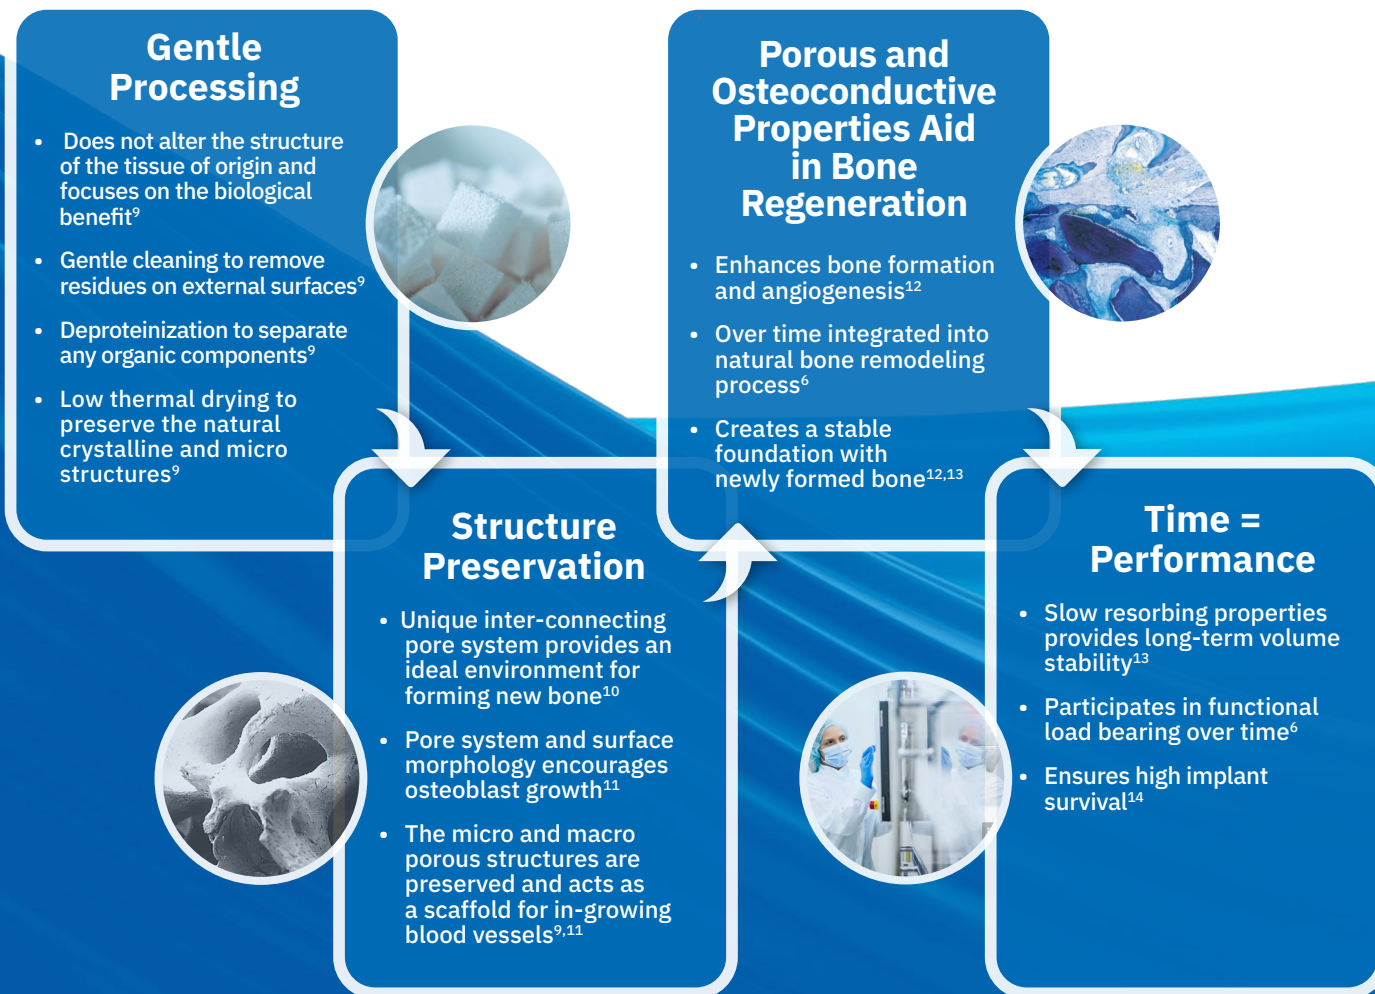 Gentle
Processing
• Does not alter the structure
of the tissue of origin and
focuses on the biological
benefit⁹
• Gentle cleaning to remove
residues on external surfaces⁹
• Deproteinization to separate
any organic components⁹
• Low thermal drying to
preserve the natural
crystalline and micro
structures⁹
Structure
Preservation
• Unique inter-connecting
pore system provides an
ideal environment for
forming new bone¹⁰
• Pore system and surface
morphology encourages
osteoblast growth¹¹
• The micro and macro
porous structures are
preserved and acts as
a scaffold for in-growing
blood vessels⁹,¹¹
Porous and
Osteoconductive
Properties Aid
in Bone
Regeneration
• Enhances bone formation
and angiogenesis¹²
• Over time integrated into
natural bone remodeling
process⁶
• Creates a stable
foundation with
newly formed bone¹²,¹³
Time =
Performance
• Slow resorbing properties
provides long-term volume
stability¹³
• Participates in functional
load bearing over time⁶
• Ensures high implant
survival¹⁴